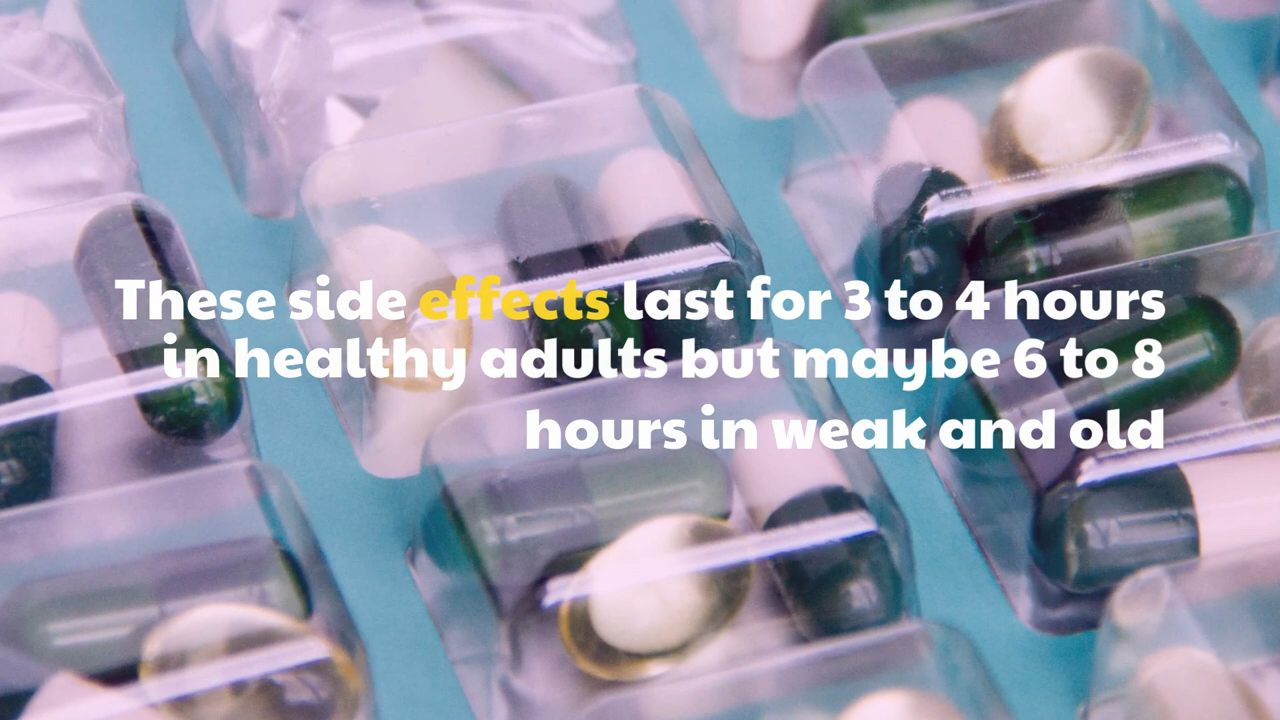 These side effects last for 3 to 4 hours
in healthy adults but maybe 6 to 8
hours in weak and old